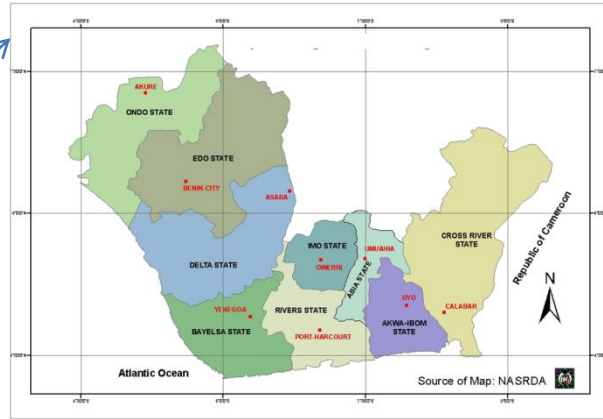 AKURE
ONDO STATE
EDO STATE
BENIN-CITY
ASABA
DELTA STATE
IMO STATE
OWERRI
UMUAHIA
ABIA STATE
CROSS RIVER
STATE
Republic of Cameroon
YENEGOA
BAYELSA STATE
RIVERS STATE
PORT-HARCOURT
UYO
AKWA-IBOM
STATE
CALABAR
N
Atlantic Ocean
Source of Map: NASRDA